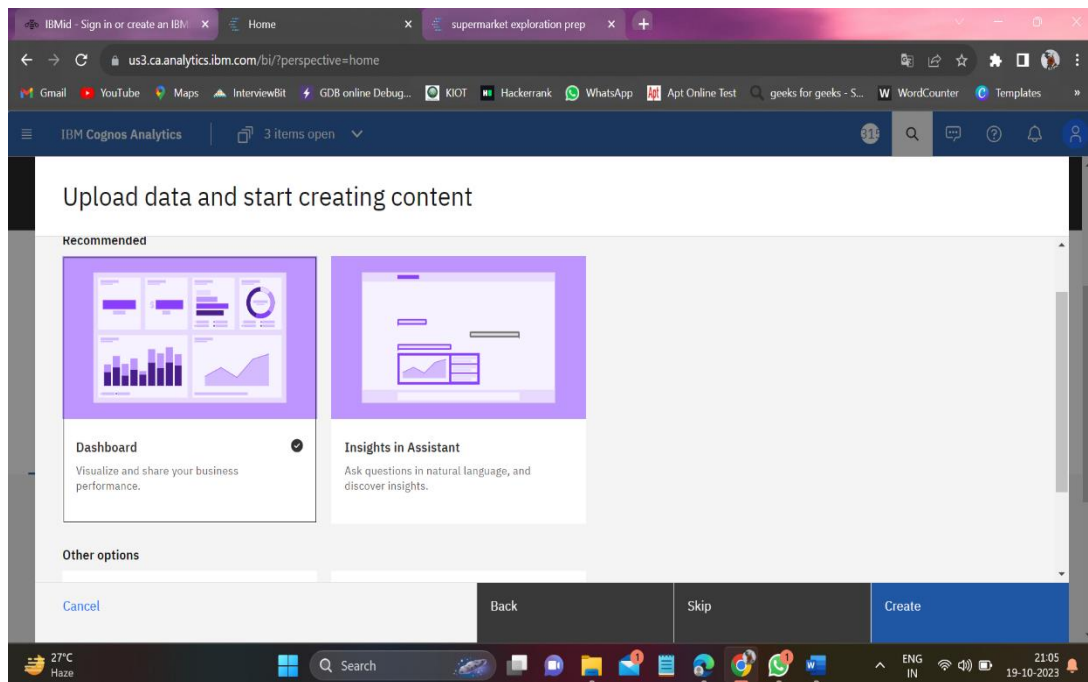 IBMid - Sign in or create an IBM
Home
supermarket exploration prep
us3.ca.analytics.ibm.com/bi/?perspective=home
Gmail YouTube Maps InterviewBit GDB online Debug... KIOT Hackerrank WhatsApp Apt Online Test geeks for geeks - S... WordCounter Templates »
IBM Cognos Analytics 3 items open
Upload data and start creating content
Recommended
Dashboard
Visualize and share your business
performance.
Insights in Assistant
Ask questions in natural language, and
discover insights.
Other options
Cancel Back Skip Create
27°C
Haze
Search
ENG
IN
21:05
19-10-2023